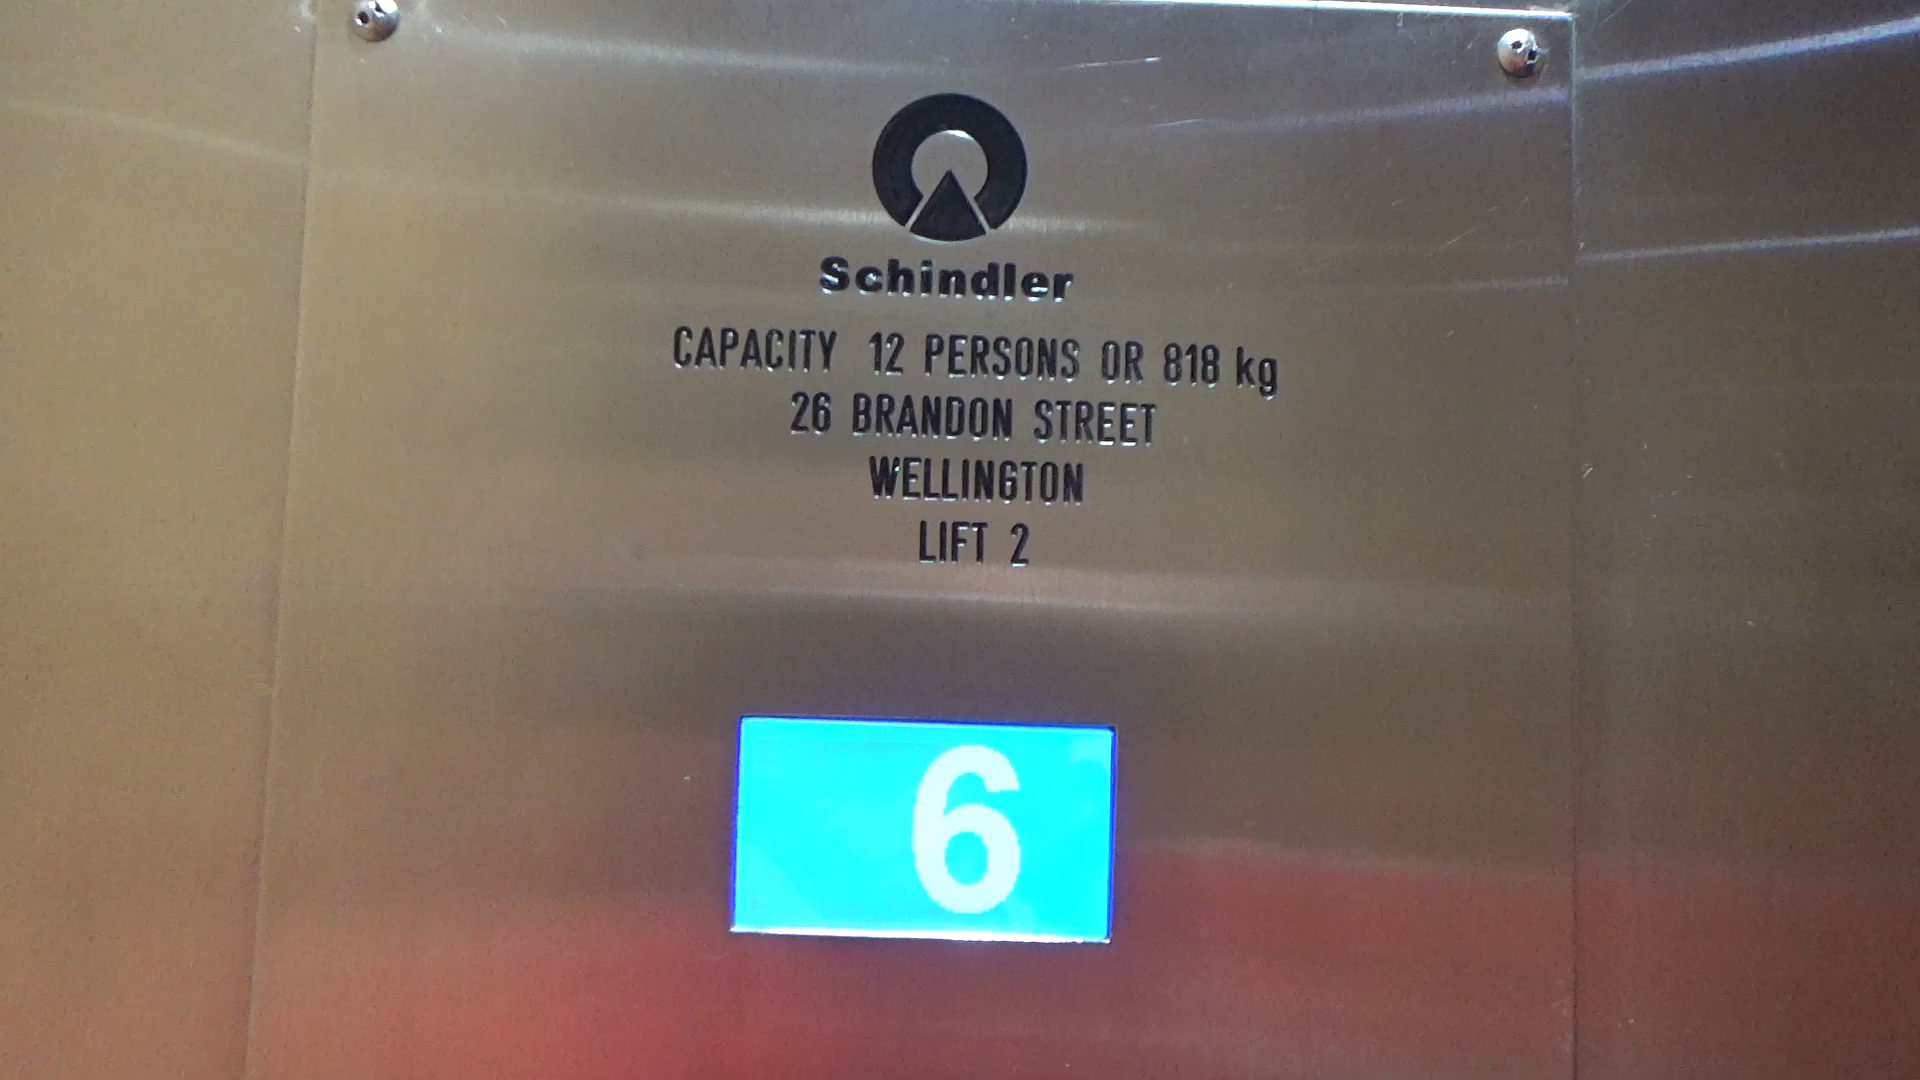 Schindler
CAPACITY 12 PERSONS OR 818 kg
26 BRANDON STREET
WELLINGTON
LIFT 2
6